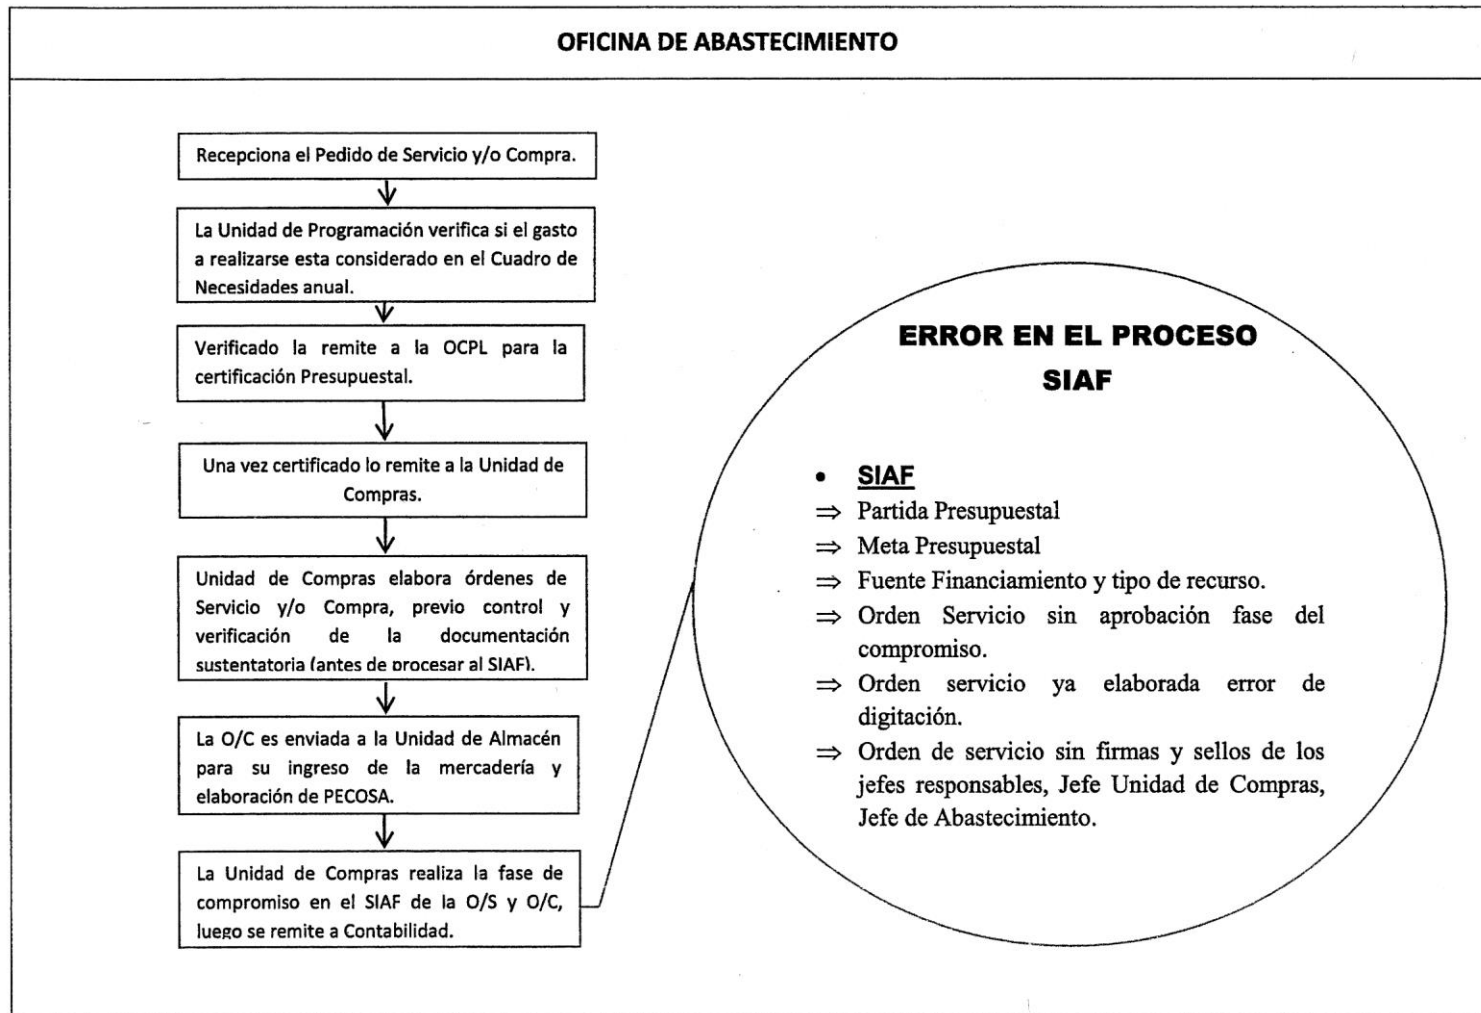 OFICINA DE ABASTECIMIENTO
Recepciona el Pedido de Servicio y/o Compra.
La Unidad de Programación verifica si el gasto
a realizarse esta considerado en el Cuadro de
Necesidades anual.
Verificado la remite a la OCPL para la
certificación Presupuestal.
Una vez certificado lo remite a la Unidad de
Compras.
Unidad de Compras elabora órdenes de
Servicio y/o Compra, previo control y
verificación de la documentación
sustentatoria (antes de procesar al SIAF).
La O/C es enviada a la Unidad de Almacén
para su ingreso de la mercadería y
elaboración de PECOSA.
La Unidad de Compras realiza la fase de
compromiso en el SIAF de la O/S y O/C,
luego se remite a Contabilidad.
ERROR EN EL PROCESO
SIAF
• SIAF
⇒ Partida Presupuestal
⇒ Meta Presupuestal
⇒ Fuente Financiamiento y tipo de recurso.
⇒ Orden Servicio sin aprobación fase del
compromiso.
⇒ Orden servicio ya elaborada error de
digitación.
⇒ Orden de servicio sin firmas y sellos de los
jefes responsables, Jefe Unidad de Compras,
Jefe de Abastecimiento.